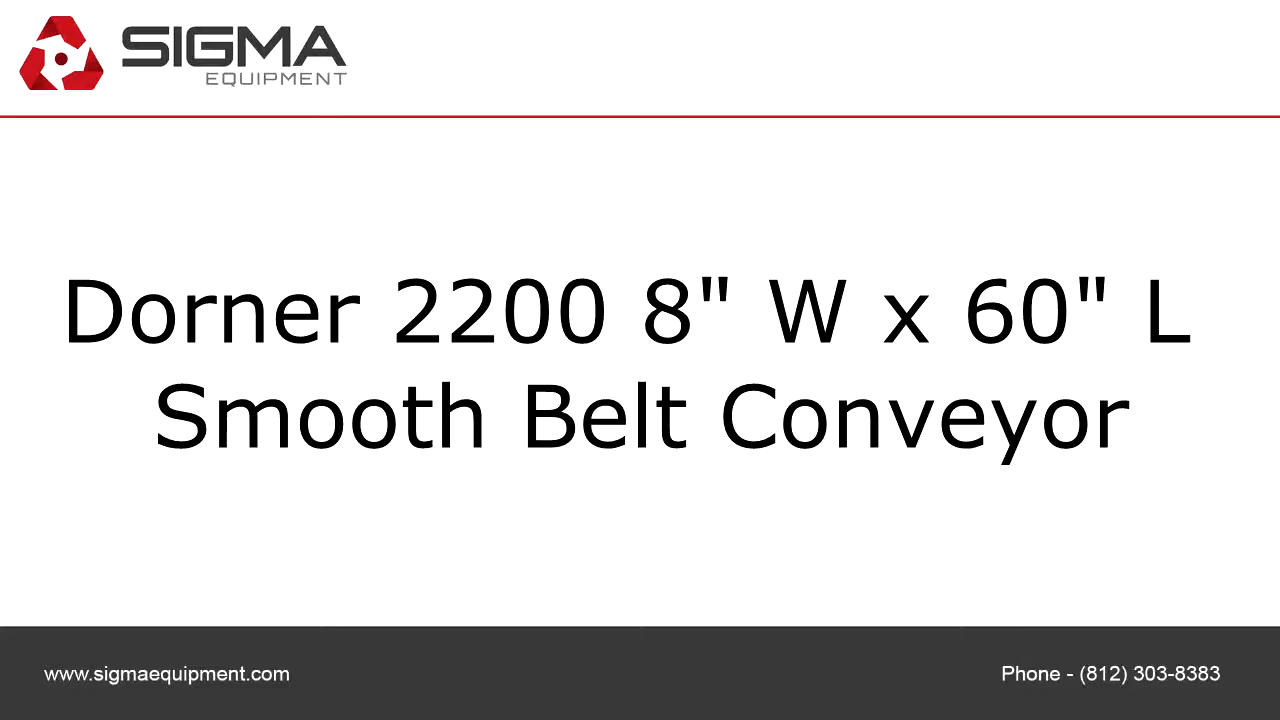 SIGMA
EQUIPMENT
Dorner 2200 8" W x 60" L
Smooth Belt Conveyor
www.sigmaequipment.com
Phone - (812) 303-8383